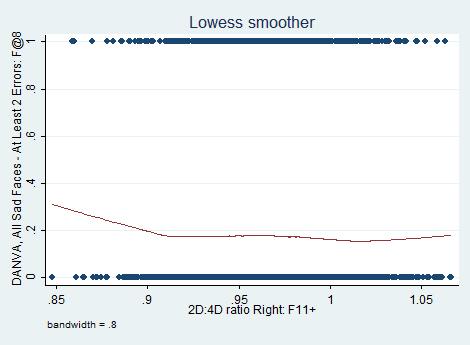 Lowess smoother
DANVA, All Sad Faces - At Least 2 Errors: F@8
1
.8
.6
.4
.2
0
.85
.9
.95
1
1.05
2D:4D ratio Right: F11+
bandwidth = .8